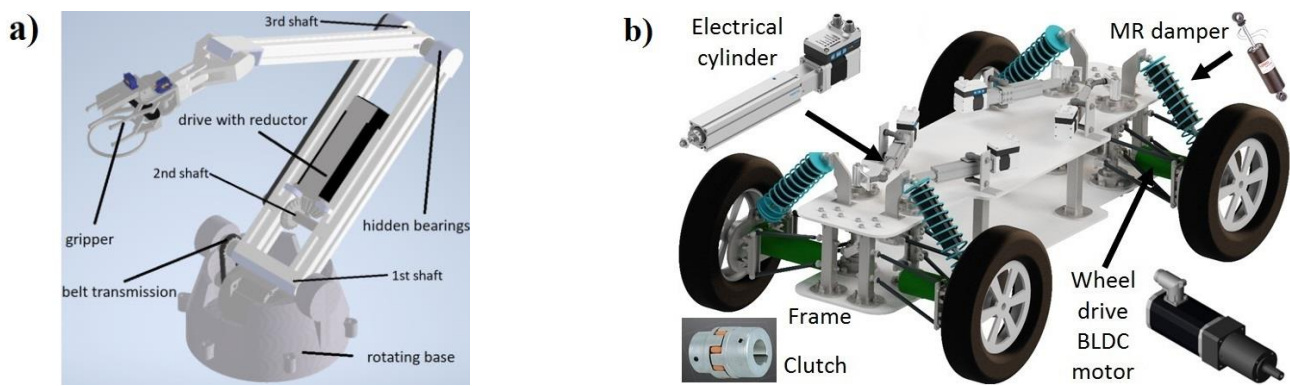 a)
3rd shaft
drive with reductor
2nd shaft
gripper
hidden bearings
belt transmission
1st shaft
rotating base
b)
Electrical
cylinder
MR damper
Frame
Clutch
Wheel
drive
BLDC
motor